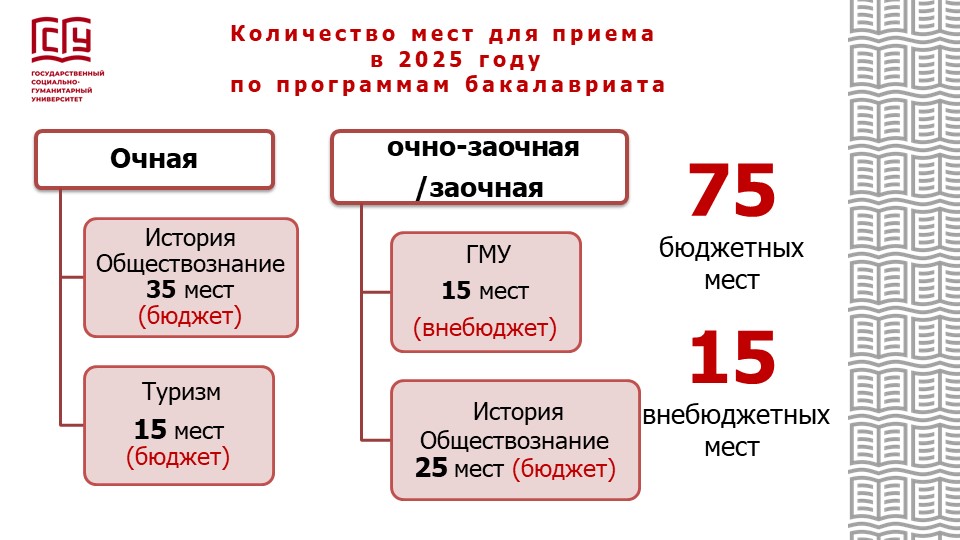 ГСГУ
ГОСУДАРСТВЕННЫЙ
СОЦИАЛЬНО-
ГУМАНИТАРНЫЙ
УНИВЕРСИТЕТ
Количество мест для приема
в 2025 году
по программам бакалавриата
Очная
История
Обществознание
35 мест
(бюджет)
Туризм
15 мест
(бюджет)
очно-заочная
/заочная
ГМУ
15 мест
(внебюджет)
История
Обществознание
25 мест (бюджет)
75
бюджетных
мест
15
внебюджетных
мест